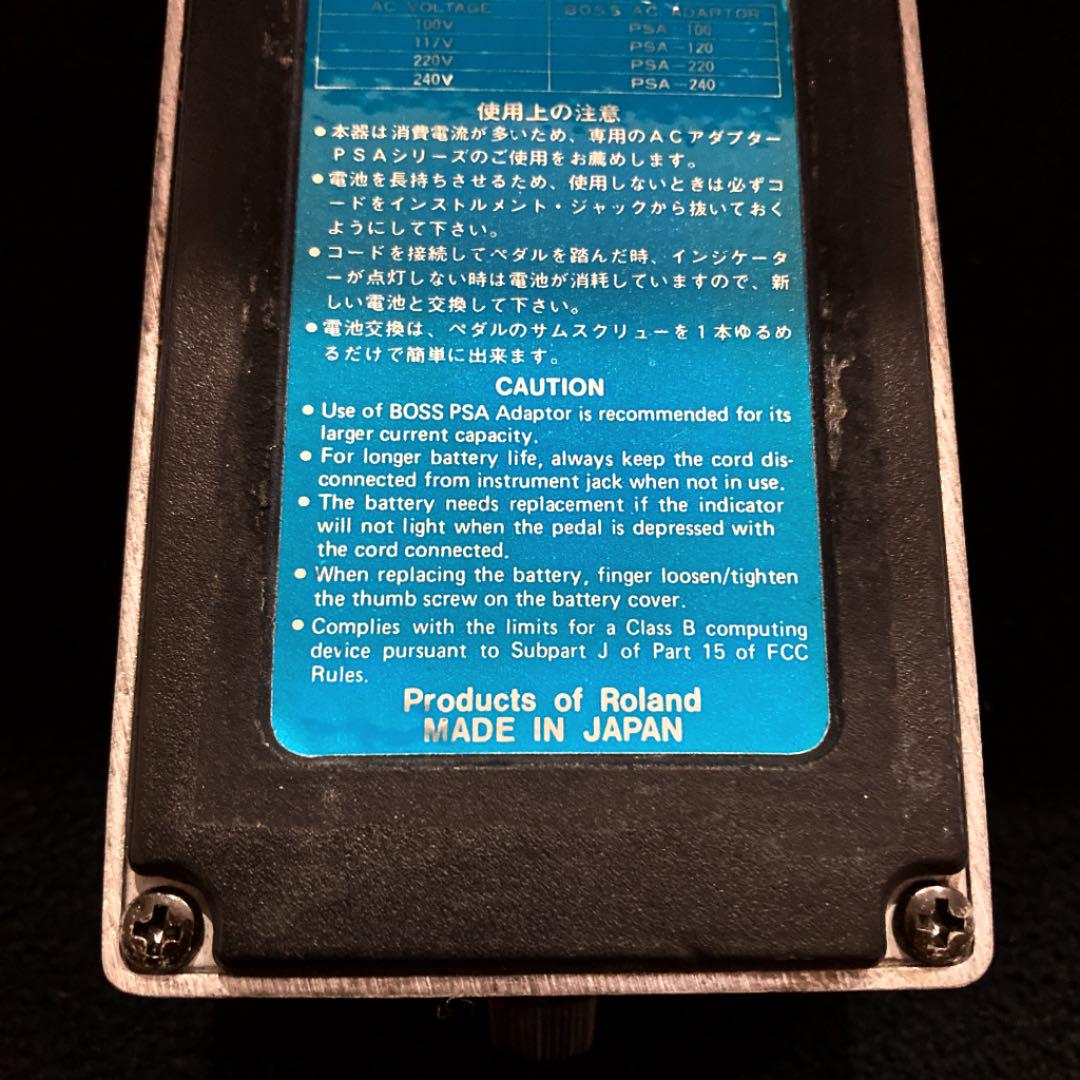 AC VOLTAGE BOSS AC ADAPTOR
100V PSA-100
117V PSA-120
220V PSA-220
240V PSA-240
使用上の注意
●本器は消費電流が多いため、専用のACアダプター
PSAシリーズのご使用をお薦めします。
●電池を長持ちさせるため、使用しないときは必ずコ
ードをインストルメント・ジャックから抜いておく
ようにして下さい。
●コードを接続してペダルを踏んだ時、インジケータ
ーが点灯しない時は電池が消耗していますので、新
しい電池と交換して下さい。
●電池交換は、ペダルのサムスクリューを1本ゆるめ
るだけで簡単に出来ます。
CAUTION
● Use of BOSS PSA Adaptor is recommended for its
larger current capacity.
● For longer battery life, always keep the cord dis-
connected from instrument jack when not in use.
● The battery needs replacement if the indicator
will not light when the pedal is depressed with
the cord connected.
● When replacing the battery, finger loosen/tighten
the thumb screw on the battery cover.
● Complies with the limits for a Class B computing
device pursuant to Subpart J of Part 15 of FCC
Rules.
Products of Roland
MADE IN JAPAN